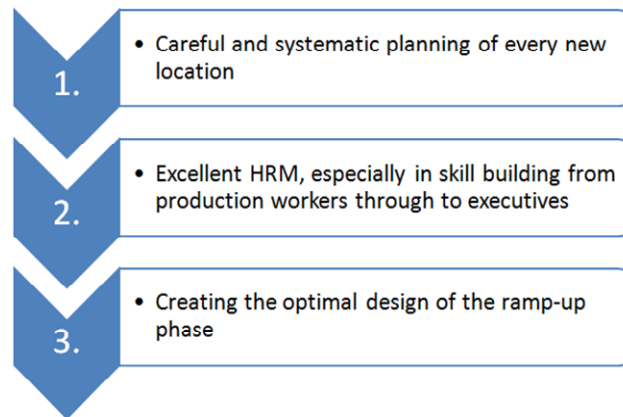 1.
• Careful and systematic planning of every new
location
2.
• Excellent HRM, especially in skill building from
production workers through to executives
3.
• Creating the optimal design of the ramp-up
phase